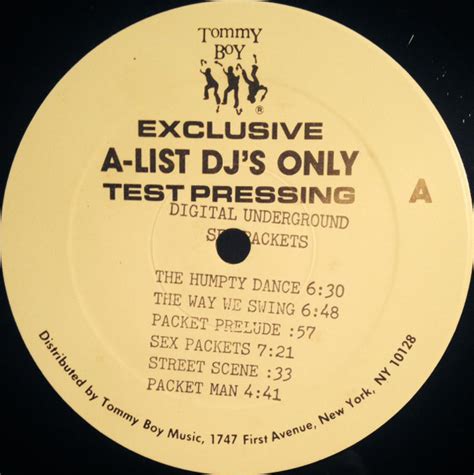 Tommy
Boy
®
EXCLUSIVE
A-LIST DJ'S ONLY
TEST PRESSING
A
DIGITAL UNDERGROUND
PACKETS
THE HUMPTY DANCE 6:30
THE WAY WE SWING 6:48
PACKET PRELUDE :57
SEX PACKETS 7:21
STREET SCENE :33
PACKET MAN 4:41
Distributed by Tommy Boy Music, 1747 First Avenue, New York, NY 10128